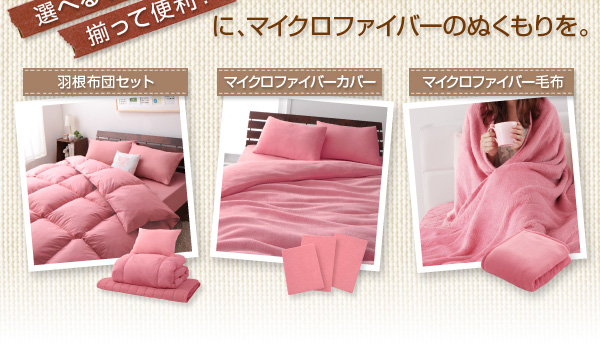 選べる
揃って便利!
に、マイクロファイバーのぬくもりを。
羽根布団セット
マイクロファイバーカバー
マイクロファイバー毛布